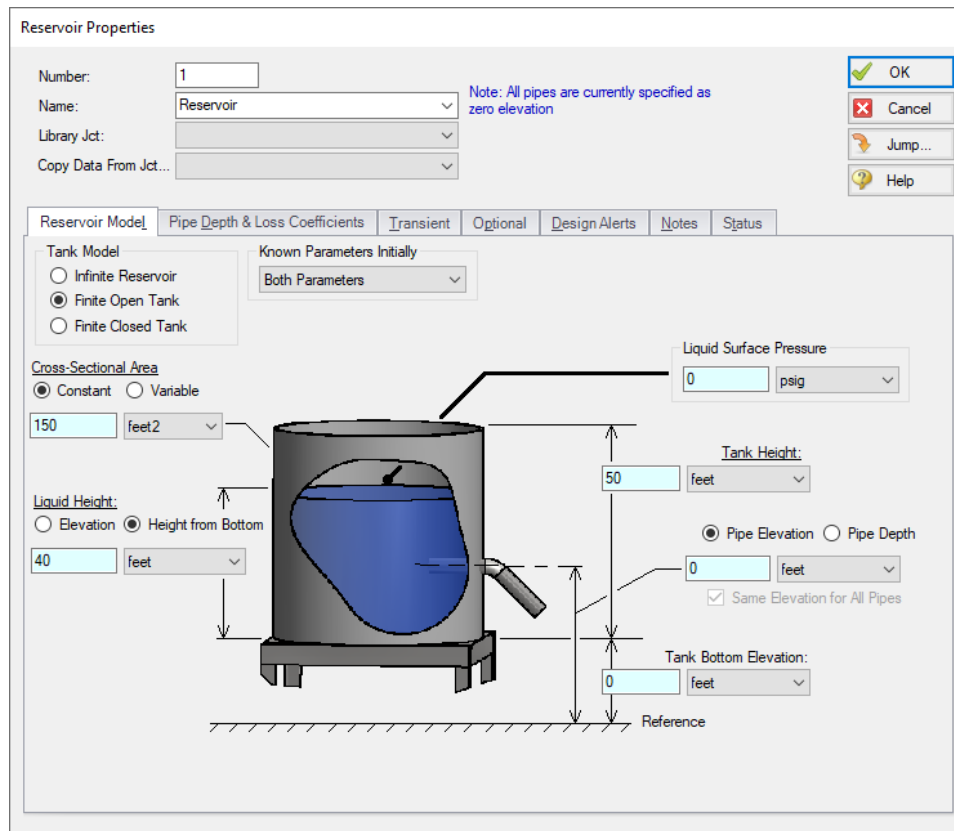 Reservoir Properties
Number:
1
Name:
Reservoir
Library Jct:
Copy Data From Jct...
Note: All pipes are currently specified as
zero elevation
OK
Cancel
Jump...
Help
Reservoir Model
Pipe Depth & Loss Coefficients
Transient
Optional
Design Alerts
Notes
Status
Tank Model
Infinite Reservoir
Finite Open Tank
Finite Closed Tank
Known Parameters Initially
Both Parameters
Liquid Surface Pressure
0 psig
Cross-Sectional Area
Constant Variable
150 feet2
Tank Height:
50 feet
Liquid Height:
Elevation Height from Bottom
40 feet
Pipe Elevation Pipe Depth
0 feet
Same Elevation for All Pipes
Tank Bottom Elevation:
0 feet
Reference